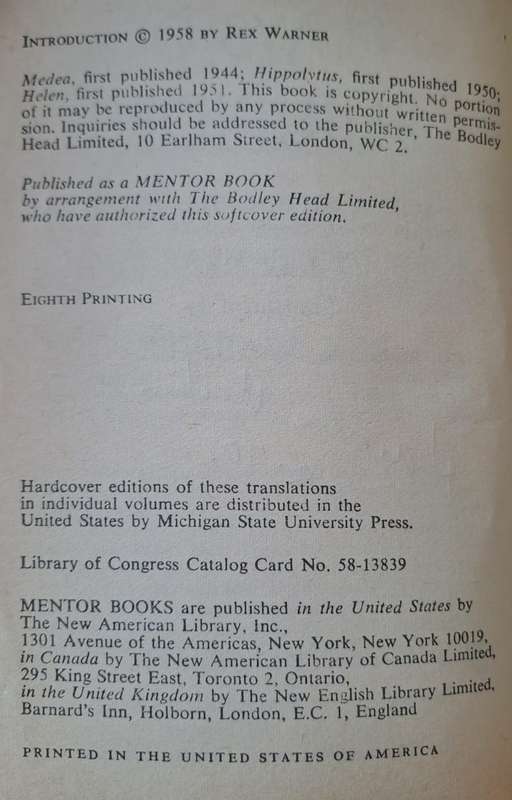 INTRODUCTION © 1958 BY REX WARNER
Medea, first published 1944; Hippolytus, first published 1950;
Helen, first published 1951. This book is copyright. No portion
of it may be reproduced by any process without written permis-
sion. Inquiries should be addressed to the publisher, The Bodley
Head Limited, 10 Earlham Street, London, WC 2.
Published as a MENTOR BOOK
by arrangement with The Bodley Head Limited,
who have authorized this softcover edition.
EIGHTH PRINTING
Hardcover editions of these translations
in individual volumes are distributed in the
United States by Michigan State University Press.
Library of Congress Catalog Card No. 58-13839
MENTOR BOOKS are published in the United States by
The New American Library, Inc.,
1301 Avenue of the Americas, New York, New York 10019,
in Canada by The New American Library of Canada Limited,
295 King Street East, Toronto 2, Ontario,
in the United Kingdom by The New English Library Limited,
Barnard's Inn, Holborn, London, E.C. 1, England
PRINTED IN THE UNITED STATES OF AMERICA